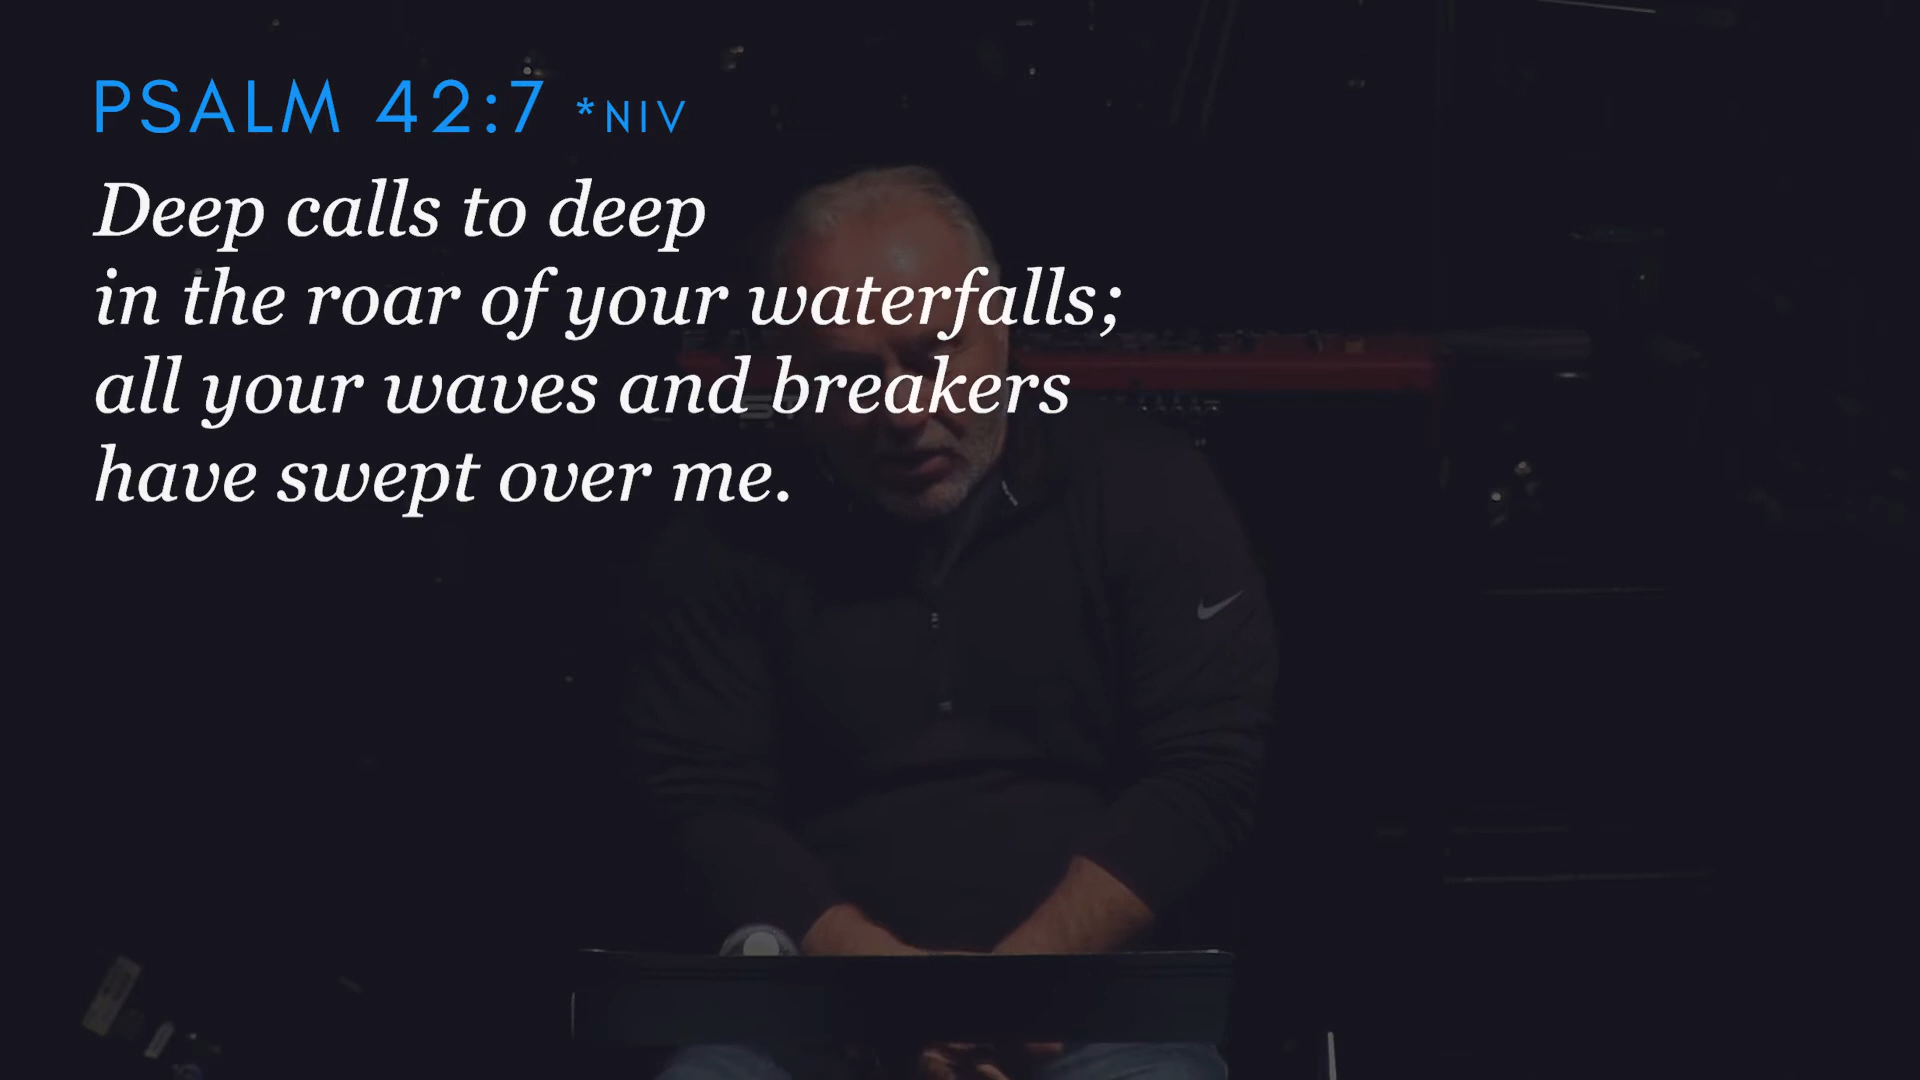 PSALM 42:7 *NIV
Deep calls to deep
in the roar of your waterfalls;
all your waves and breakers
have swept over me.